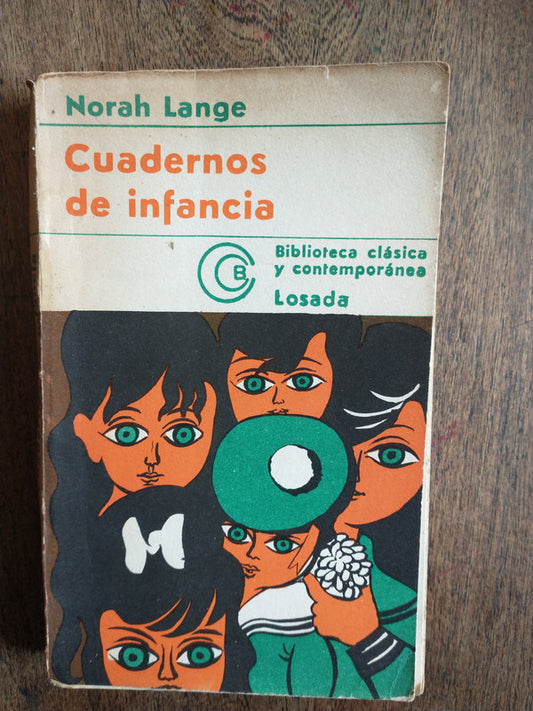 Norah Lange
Cuadernos
de infancia
B
Biblioteca clásica
y contemporánea
Losada